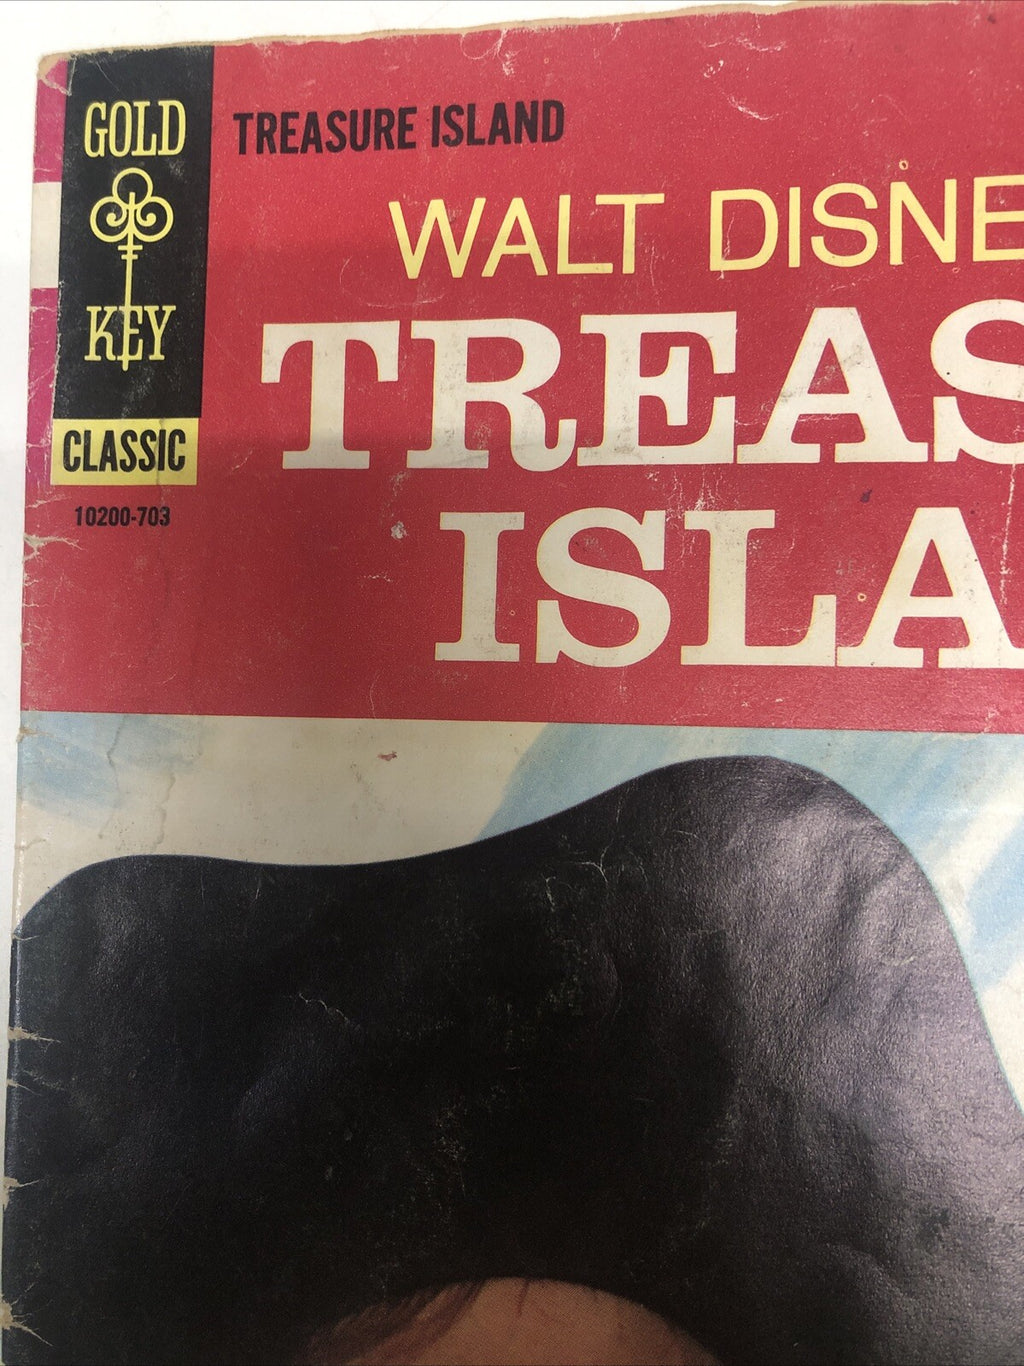 GOLD
KEY
CLASSIC
10200-703
TREASURE ISLAND
WALT DISNE
TREAS
ISLA